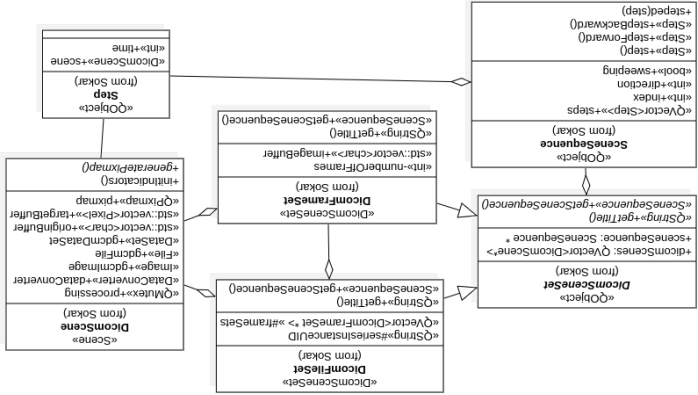 «DicomSceneSet»
DicomFileSet
(from Sokar)
«QString»#seriesInstanceUID
«QVector<DicomFrameSet *> »#frameSets
«QString»+getTitle()
«SceneSequence»+getSceneSequence()
«Scene»
DicomScene
(from Sokar)
«QMutex»+processing
«DataConverter»+dataConverter
«Image»+gdcmImage
«File»+gdcmFile
«DataSet»+gdcmDataSet
«std::vector<char>»+originBuffer
«std::vector<Pixel>»+targetBuffer
«QPixmap»+pixmap
+initIndicators()
+generatePixmap()
«QObject»
DicomSceneSet
(from Sokar)
+dicomScenes: QVector<DicomScene*>
+sceneSequence: SceneSequence *
«QString»+getTitle()
«SceneSequence»+getSceneSequence()
«DicomSceneSet»
DicomFrameSet
(from Sokar)
«int»-numberOfFrames
«std::vector<char>»+imageBuffer
«QString»+getTitle()
«SceneSequence»+getSceneSequence()
«QObject»
SceneSequence
(from Sokar)
«QVector<Step>»+steps
«int»+index
«int»+direction
«bool»+sweeping
«Step»+step()
«Step»+stepForward()
«Step»+stepBackward()
+steped(step)
«QObject»
Step
(from Sokar)
«DicomScene»+scene
«int»+time